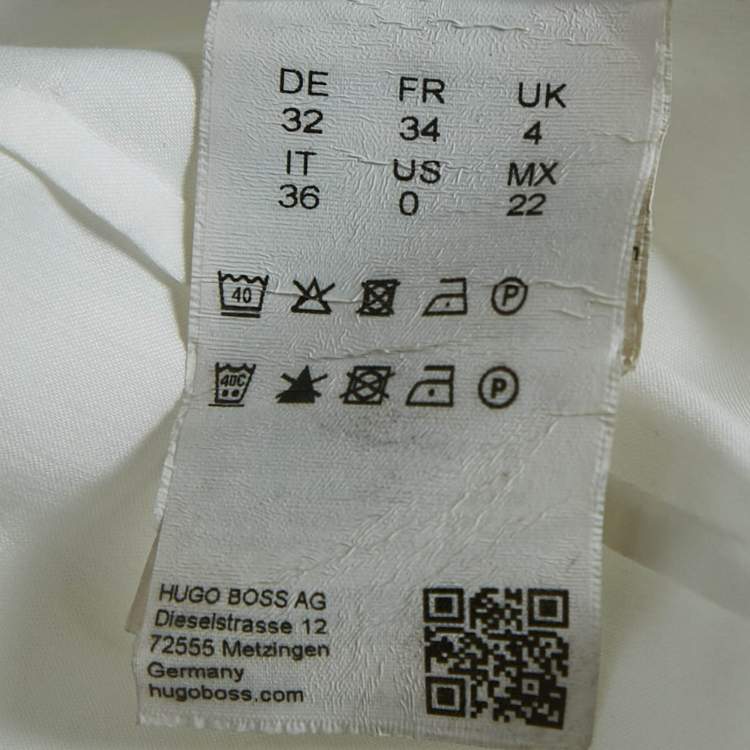 DE FR UK
32 34 4
IT US MX
36 0 22
40 P
40C P
HUGO BOSS AG
Dieselstrasse 12
72555 Metzingen
Germany
hugoboss.com